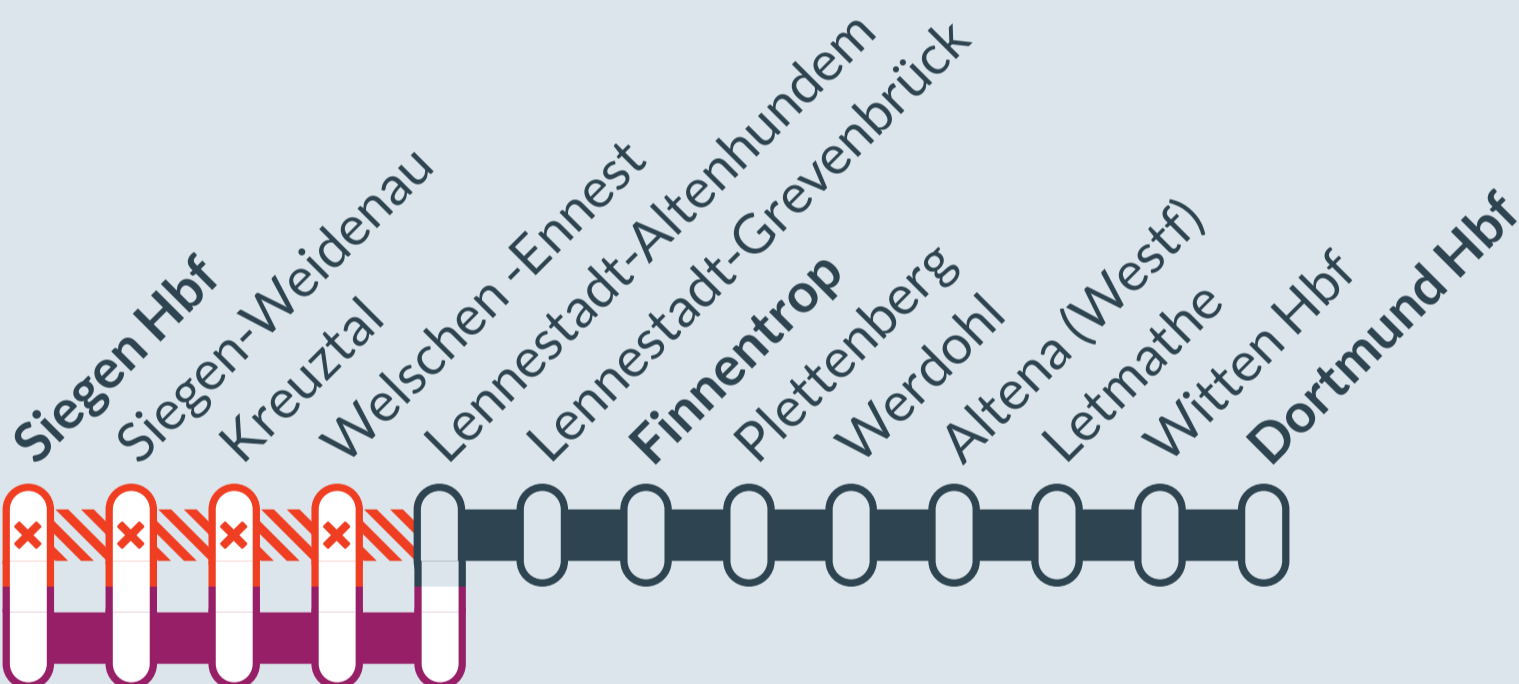 Siegen Hbf
Siegen-Weidenau
Kreuztal
Welschen -Ennest
Lennestadt-Altenhundem
Lennestadt-Grevenbrück
Finnentrop
Plettenberg
Werdohl
Altena (Westf)
Letmathe
Witten Hbf
Dortmund Hbf